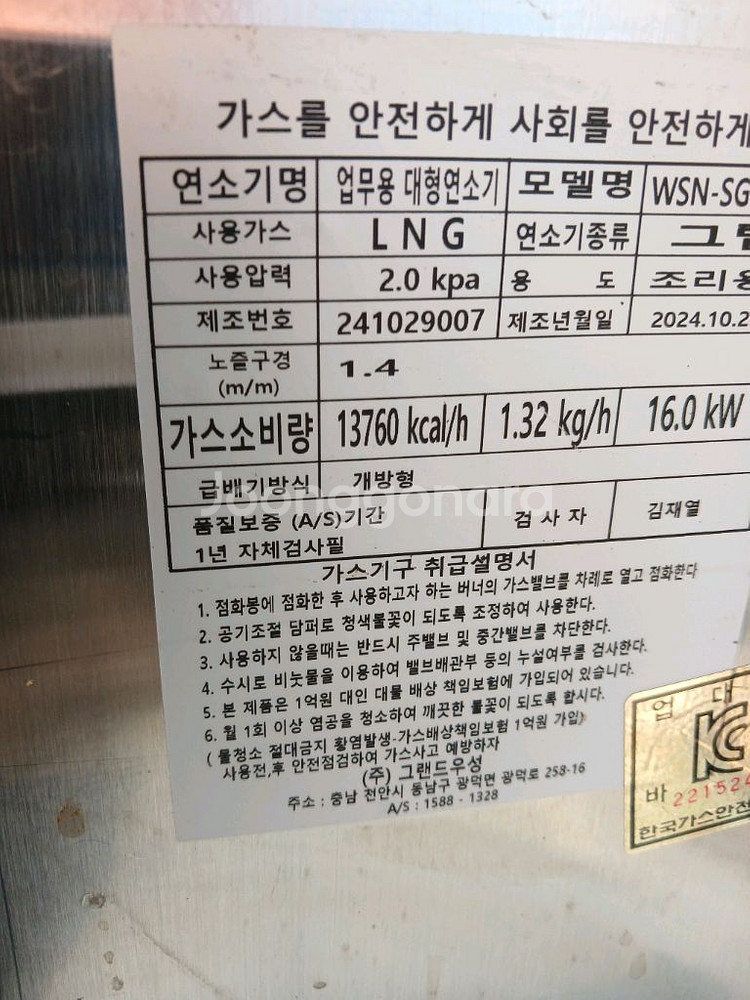 가스를 안전하게 사회를 안전하게
연소기명 업무용 대형연소기 모델명 WSN-SG
사용가스 LNG 연소기종류 그
사용압력 2.0 kpa 용 도 조리용
제조번호 241029007 제조년월일 2024.10.2
노즐구경 (m/m) 1.4
가스소비량 13760 kcal/h 1.32 kg/h 16.0 kW
급배기방식 개방형
Joonggonara
품질보증 (A/S)기간
1년 자체검사필 검사자 김재열
가스기구 취급설명서
1. 점화봉에 점화한 후 사용하고자 하는 버너의 가스밸브를 차례로 열고 점화한다
2. 공기조절 담퍼로 청색불꽃이 되도록 조정하여 사용한다.
3. 사용하지 않을때는 반드시 주밸브 및 중간밸브를 차단한다.
4. 수시로 비눗물을 이용하여 밸브배관부 등의 누설여부를 검사한다.
5. 본 제품은 1억원 대인 대물 배상 책임보험에 가입되어 있습니다.
6. 월 1회 이상 염공을 청소하여 깨끗한 불꽃이 되도록 합시다.
( 물청소 절대금지 황염발생-가스배상책임보험 1억원 가입)
사용전,후 안전점검하여 가스사고 예방하자
(주) 그랜드우성
주소 : 충남 천안시 동남구 광덕면 광덕로 258-16
A/S : 1588 - 1328
업 대
KC
바 221524
한국가스안전